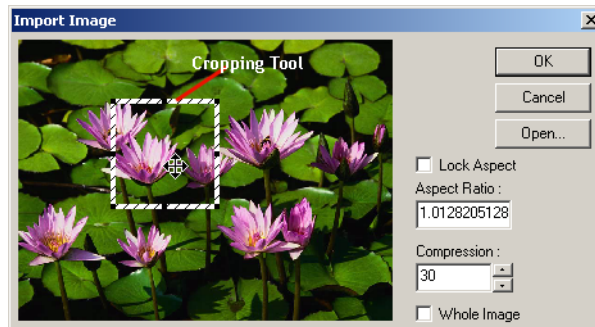 Import Image
Cropping Tool
OK
Cancel
Open...
Lock Aspect
Aspect Ratio :
1.0128205128
Compression :
30
Whole Image